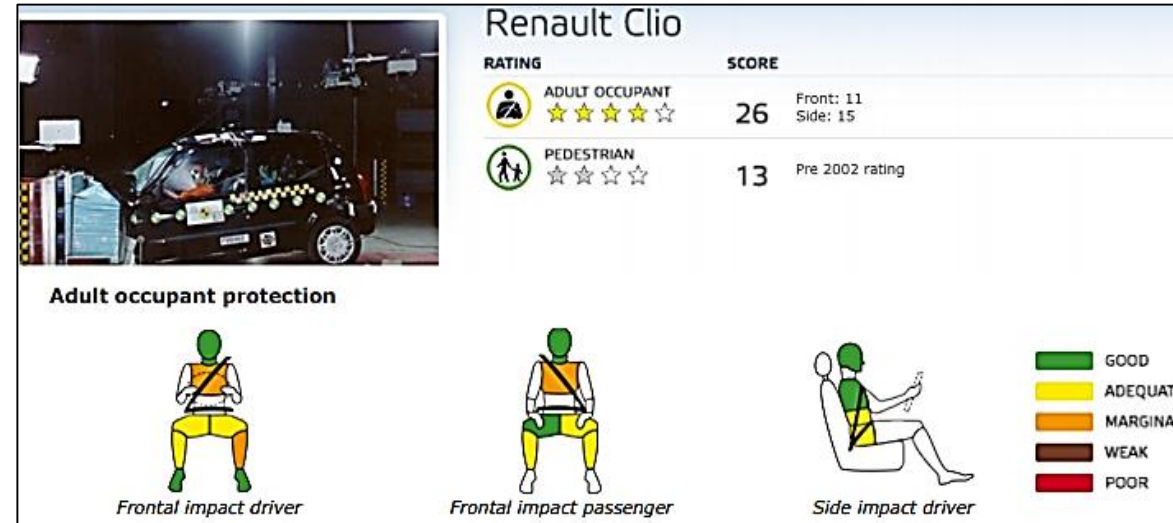 Renault Clio
RATING SCORE
ADULT OCCUPANT 26 Front: 11
Side: 15
PEDESTRIAN 13 Pre 2002 rating
Adult occupant protection
GOOD
ADEQUAT
MARGINA
WEAK
POOR
Frontal impact driver Frontal impact passenger Side impact driver